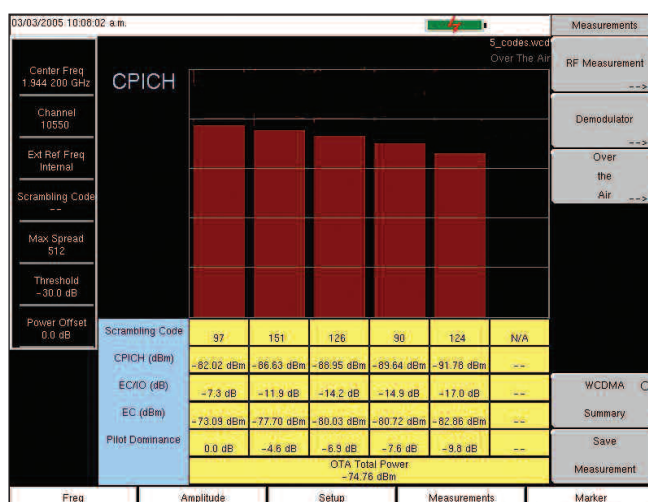 03/03/2005 10:08:02 a.m.
Measurements
5_codes.wcd
Over The Air
CPICH
Center Freq
1.944 200 GHz
Channel
10550
Ext Ref Freq
Internal
Scrambling Code
--
Max Spread
512
Threshold
-30.0 dB
Power Offset
0.0 dB
RF Measurement
-->
Demodulator
-->
Over
the
Air -->
Scrambling Code 97 151 126 90 124 N/A
CPICH (dBm) -82.02 dBm -86.63 dBm -88.95 dBm -89.64 dBm -91.78 dBm --
EC/IO (dB) -7.3 dB -11.9 dB -14.2 dB -14.9 dB -17.0 dB --
EC (dBm) -73.09 dBm -77.70 dBm -80.03 dBm -80.72 dBm -82.86 dBm --
Pilot Dominance 0.0 dB -4.6 dB -6.9 dB -7.6 dB -9.8 dB --
OTA Total Power
-74.76 dBm
WCDMA
Summary
Save
Measurement
Freq Amplitude Setup Measurements Marker